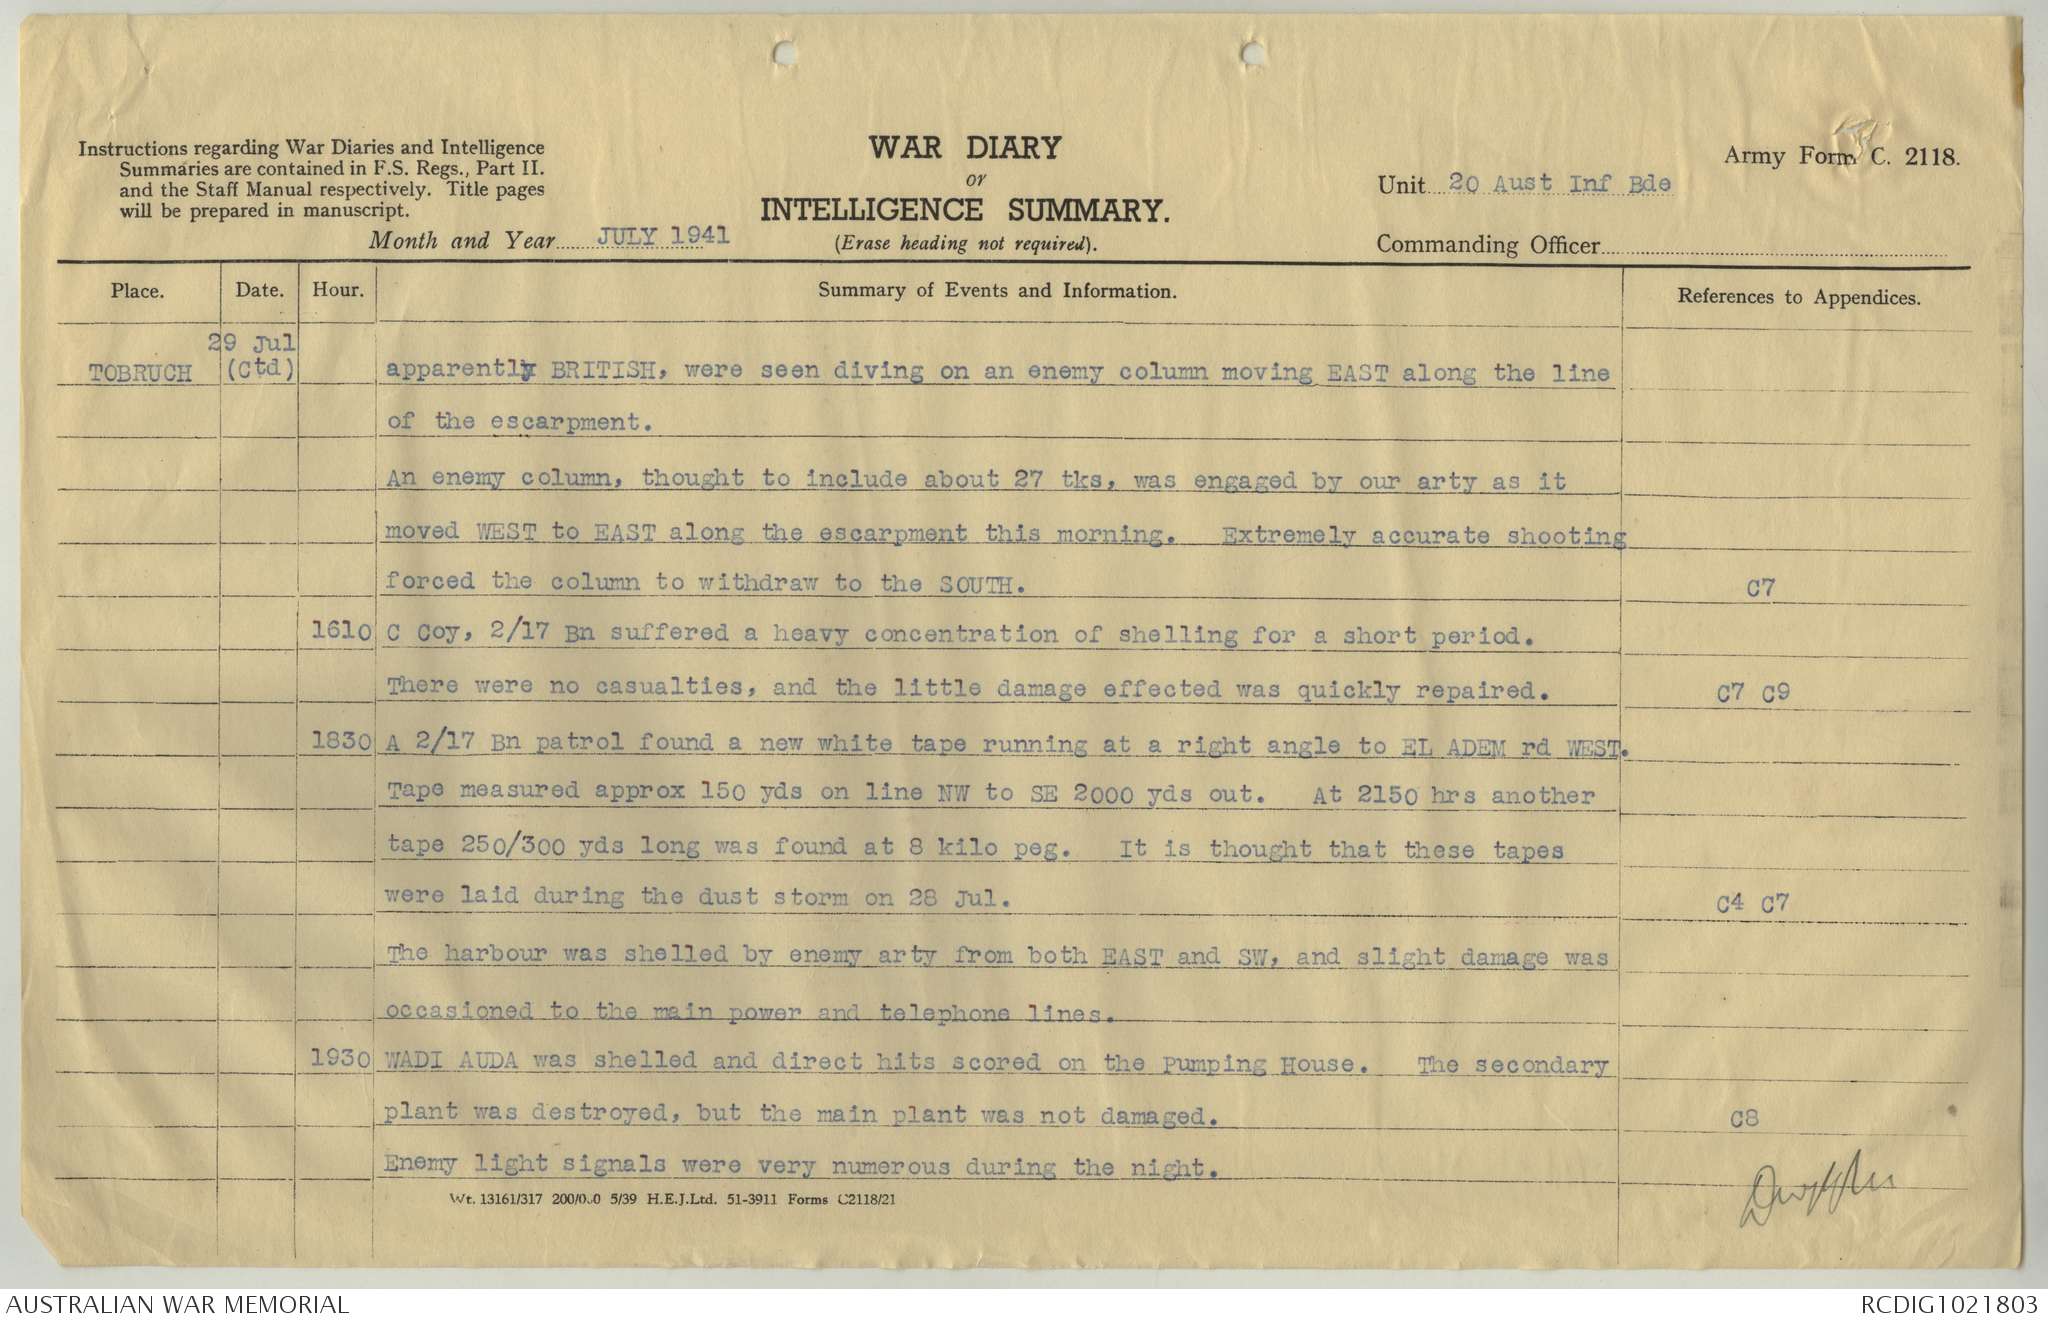 Instructions regarding War Diaries and Intelligence
Summaries are contained in F.S. Regs., Part II.
and the Staff Manual respectively. Title pages
will be prepared in manuscript.
Month and Year JULY 1941
WAR DIARY
or
INTELLIGENCE SUMMARY.
(Erase heading not required).
Army Form C. 2118.
Unit 20 Aust Inf Bde
Commanding Officer
Place. Date. Hour. Summary of Events and Information. References to Appendices.
29 Jul
TOBRUCH (Ctd) apparently BRITISH, were seen diving on an enemy column moving EAST along the line
of the escarpment.
An enemy column, thought to include about 27 tks, was engaged by our arty as it
moved WEST to EAST along the escarpment this morning. Extremely accurate shooting
forced the column to withdraw to the SOUTH. C7
1610 C Coy, 2/17 Bn suffered a heavy concentration of shelling for a short period.
There were no casualties, and the little damage effected was quickly repaired. C7 C9
1830 A 2/17 Bn patrol found a new white tape running at a right angle to EL ADEM rd WEST.
Tape measured approx 150 yds on line NW to SE 2000 yds out. At 2150 hrs another
tape 250/300 yds long was found at 8 kilo peg. It is thought that these tapes
were laid during the dust storm on 28 Jul. C4 C7
The harbour was shelled by enemy arty from both EAST and SW, and slight damage was
occasioned to the main power and telephone lines.
1930 WADI AUDA was shelled and direct hits scored on the Pumping House. The secondary
plant was destroyed, but the main plant was not damaged. C8
Enemy light signals were very numerous during the night.
Wt. 13161/317 200/000 5/39 H.E.J.Ltd. 51-3911 Forms C2118/21
AUSTRALIAN WAR MEMORIAL
RCDIG1021803